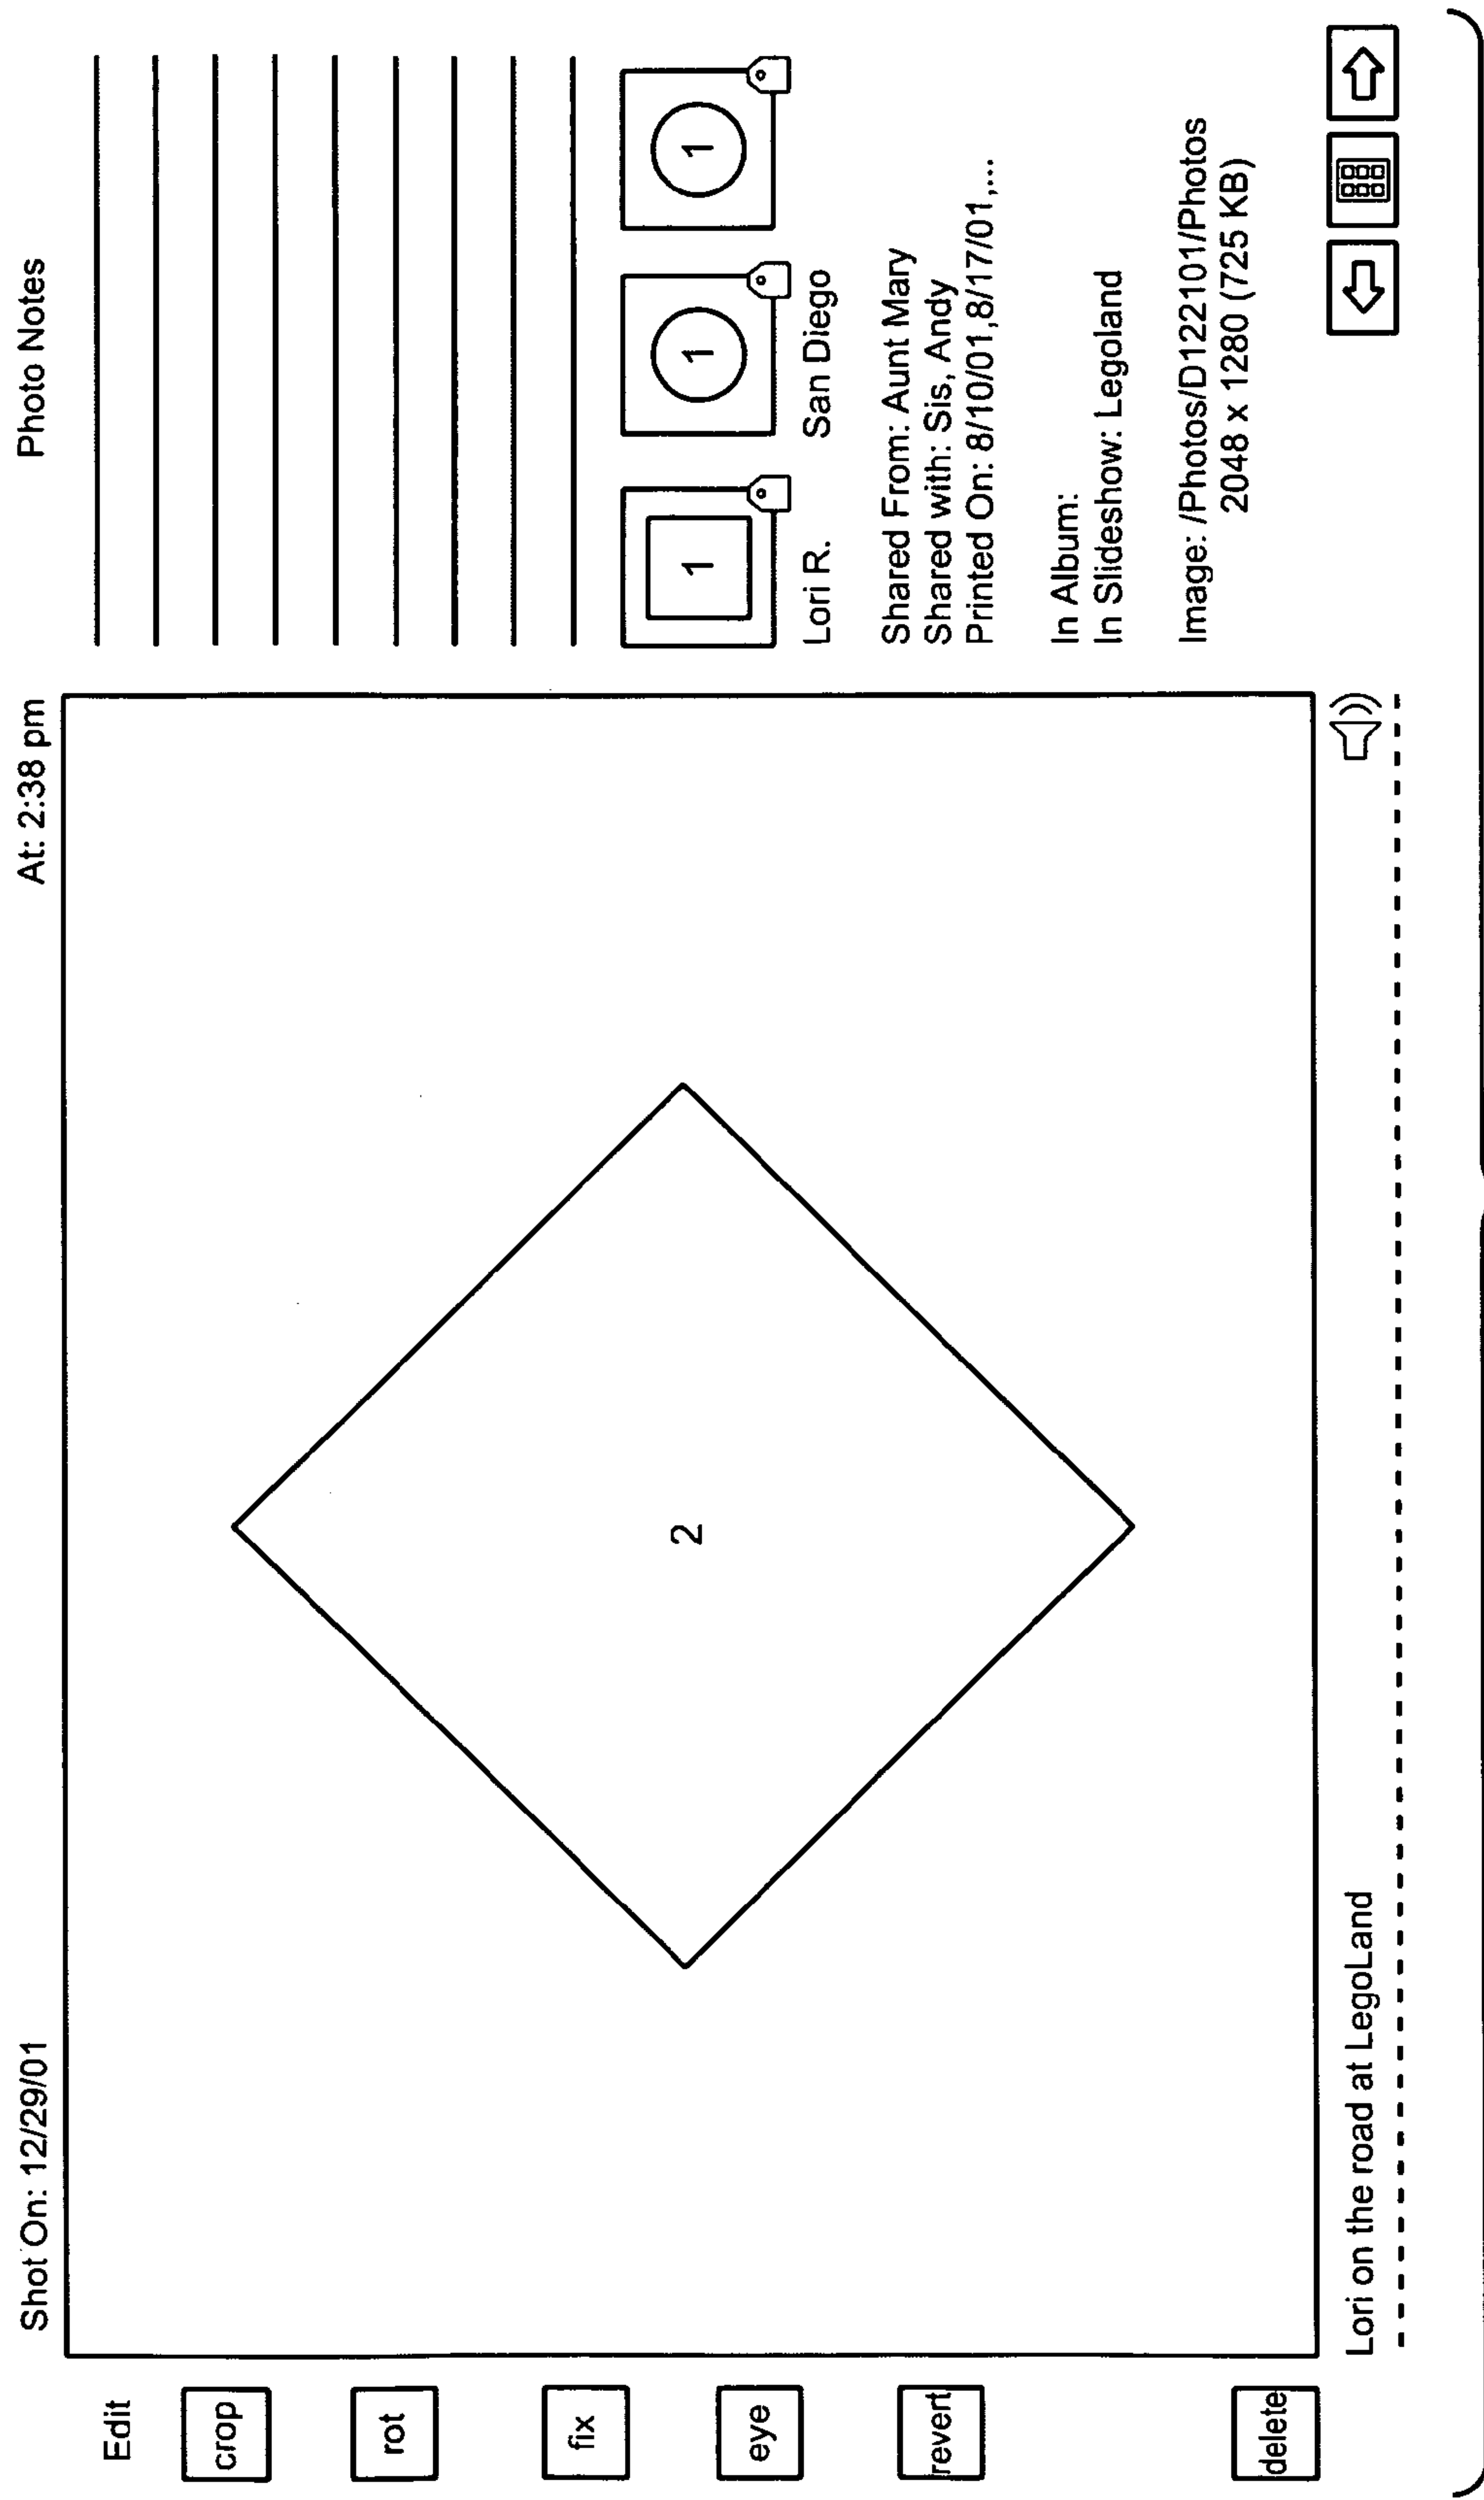 Shot On: 12/29/01
At: 2:38 pm
Photo Notes
Edit
crop
rot
fix
eye
revert
delete
2
1
1
1
Lori R.
San Diego
Shared From: Aunt Mary
Shared with: Sis, Andy
Printed On: 8/10/01,8/17/01,...
In Album:
In Slideshow: Legoland
Image: /Photos/D122101/Photos
2048 x 1280 (725 KB)
Lori on the road at LegoLand